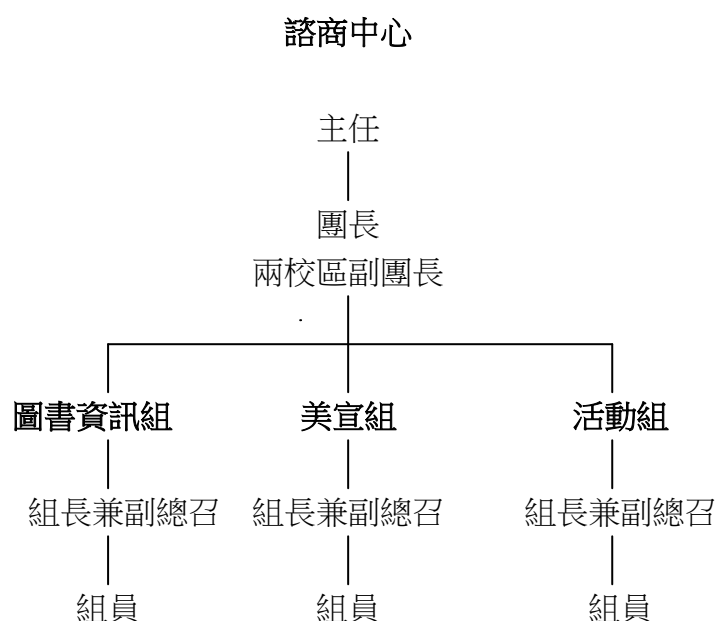 諮商中心
主任
團長
兩校區副團長
圖書資訊組 美宣組 活動組
組長兼副總召 組長兼副總召 組長兼副總召
組員 組員 組員